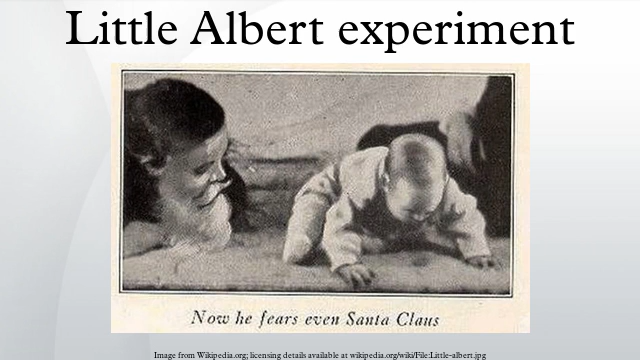 Little Albert experiment
Now he fears even Santa Claus
Image from Wikipedia.org; licensing details available at wikipedia.org/wiki/File:Little-albert.jpg